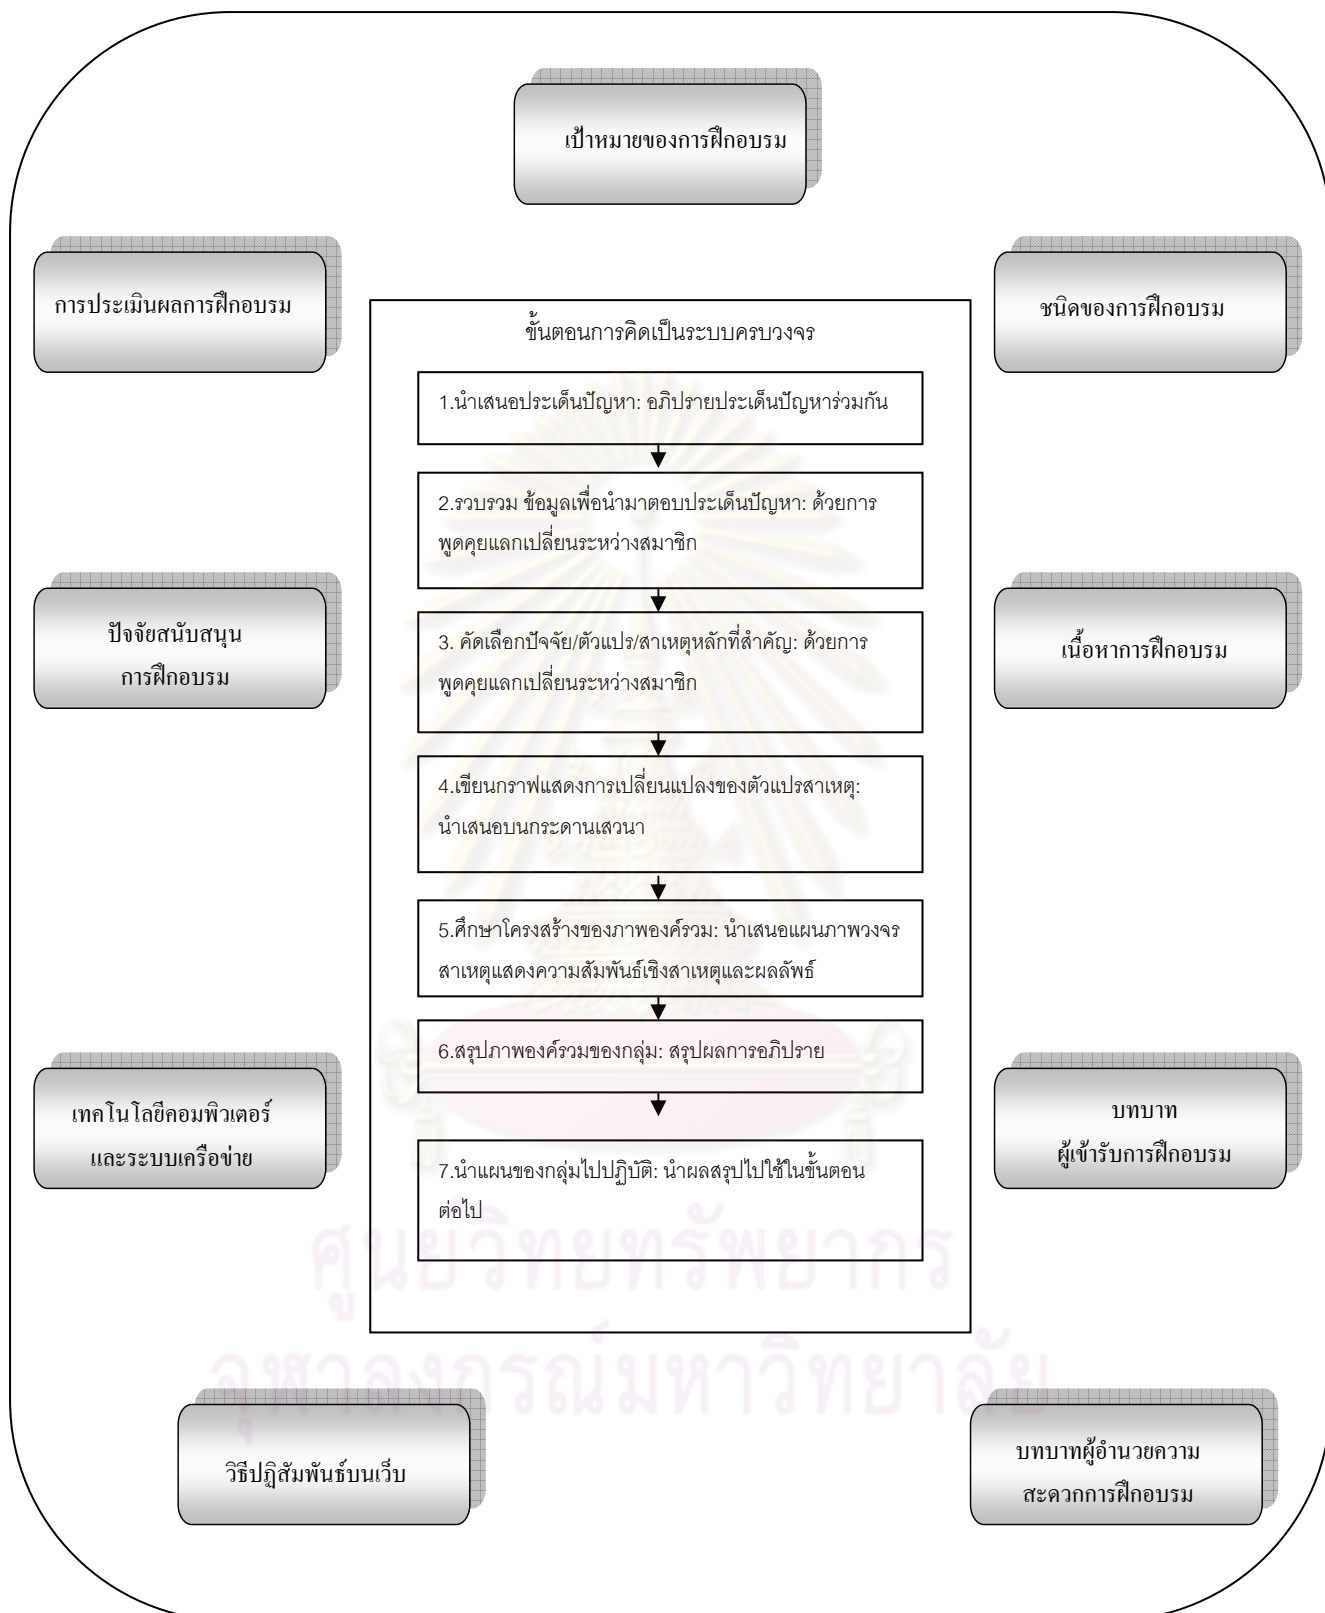 เป้าหมายของการฝึกอบรม
การประเมินผลการฝึกอบรม
ชนิดของการฝึกอบรม
ขั้นตอนการคิดเป็นระบบครบวงจร
1.นำเสนอประเด็นปัญหา: อภิปรายประเด็นปัญหาร่วมกัน
2.รวบรวม ข้อมูลเพื่อนำมาตอบประเด็นปัญหา: ด้วยการ
พูดคุยแลกเปลี่ยนระหว่างสมาชิก
3. คัดเลือกปัจจัย/ตัวแปร/สาเหตุหลักที่สำคัญ: ด้วยการ
พูดคุยแลกเปลี่ยนระหว่างสมาชิก
4.เขียนกราฟแสดงการเปลี่ยนแปลงของตัวแปรสาเหตุ:
นำเสนอบนกระดานเสวนา
5.ศึกษาโครงสร้างของภาพองค์รวม: นำเสนอแผนภาพวงจร
สาเหตุแสดงความสัมพันธ์เชิงสาเหตุและผลลัพธ์
6.สรุปภาพองค์รวมของกลุ่ม: สรุปผลการอภิปราย
7.นำแผนของกลุ่มไปปฏิบัติ: นำผลสรุปไปใช้ในขั้นตอน
ต่อไป
ปัจจัยสนับสนุน
การฝึกอบรม
เนื้อหาการฝึกอบรม
เทคโนโลยีคอมพิวเตอร์
และระบบเครือข่าย
บทบาท
ผู้เข้ารับการฝึกอบรม
ศูนย์วิทยทรัพยากร
จุฬาลงกรณ์มหาวิทยาลัย
วิธีปฏิสัมพันธ์บนเว็บ
บทบาทผู้อำนวยความ
สะดวกการฝึกอบรม